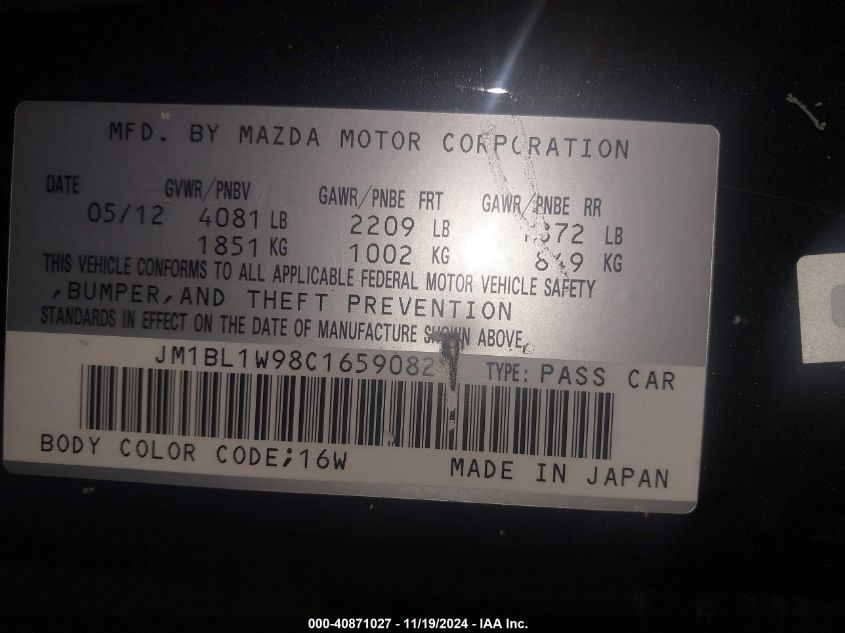 MFD. BY MAZDA MOTOR CORPORATION
DATE GVWR/PNBV GAWR/PNBE FRT GAWR/PNBE RR
05/12 4081 LB 2209 LB 1872 LB
1851 KG 1002 KG 849 KG
THIS VEHICLE CONFORMS TO ALL APPLICABLE FEDERAL MOTOR VEHICLE SAFETY
,BUMPER,AND THEFT PREVENTION
STANDARDS IN EFFECT ON THE DATE OF MANUFACTURE SHOWN ABOVE,
JM1BL1W98C1659082 TYPE: PASS CAR
BODY COLOR CODE;16W MADE IN JAPAN
000-40871027 - 11/19/2024 - IAA Inc.